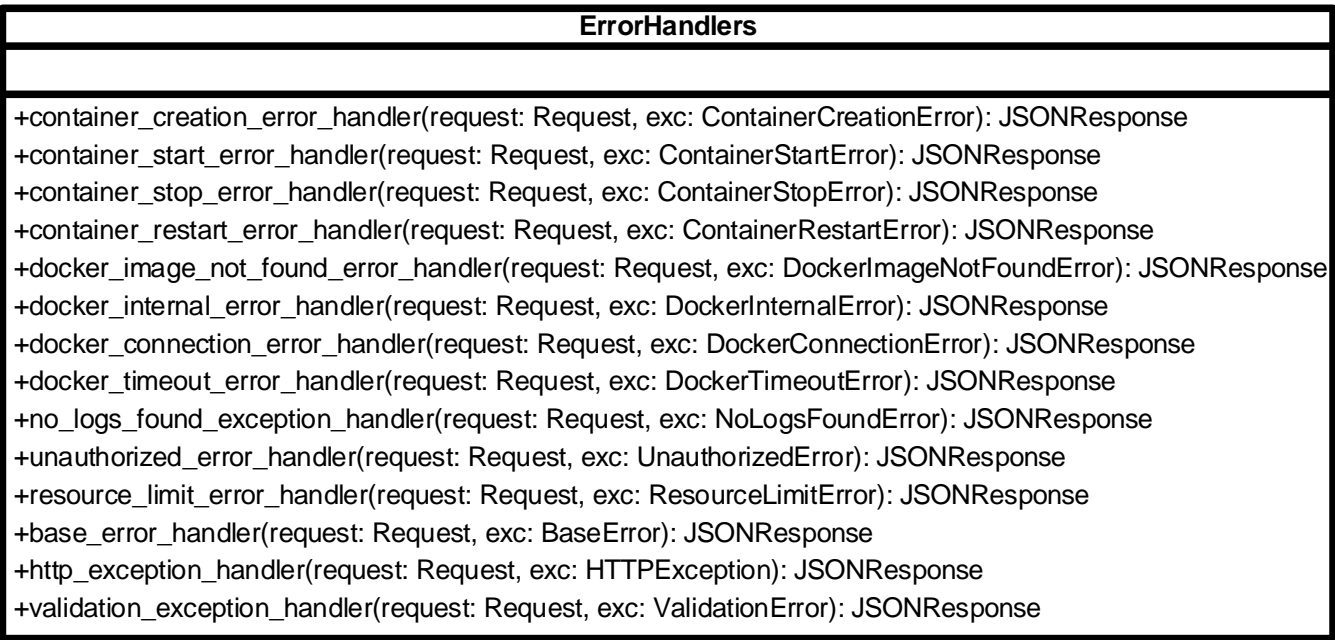 ErrorHandlers
+container_creation_error_handler(request: Request, exc: ContainerCreationError): JSONResponse
+container_start_error_handler(request: Request, exc: ContainerStartError): JSONResponse
+container_stop_error_handler(request: Request, exc: ContainerStopError): JSONResponse
+container_restart_error_handler(request: Request, exc: ContainerRestartError): JSONResponse
+docker_image_not_found_error_handler(request: Request, exc: DockerImageNotFoundError): JSONResponse
+docker_internal_error_handler(request: Request, exc: DockerInternalError): JSONResponse
+docker_connection_error_handler(request: Request, exc: DockerConnectionError): JSONResponse
+docker_timeout_error_handler(request: Request, exc: DockerTimeoutError): JSONResponse
+no_logs_found_exception_handler(request: Request, exc: NoLogsFoundError): JSONResponse
+unauthorized_error_handler(request: Request, exc: UnauthorizedError): JSONResponse
+resource_limit_error_handler(request: Request, exc: ResourceLimitError): JSONResponse
+base_error_handler(request: Request, exc: BaseError): JSONResponse
+http_exception_handler(request: Request, exc: HTTPException): JSONResponse
+validation_exception_handler(request: Request, exc: ValidationError): JSONResponse